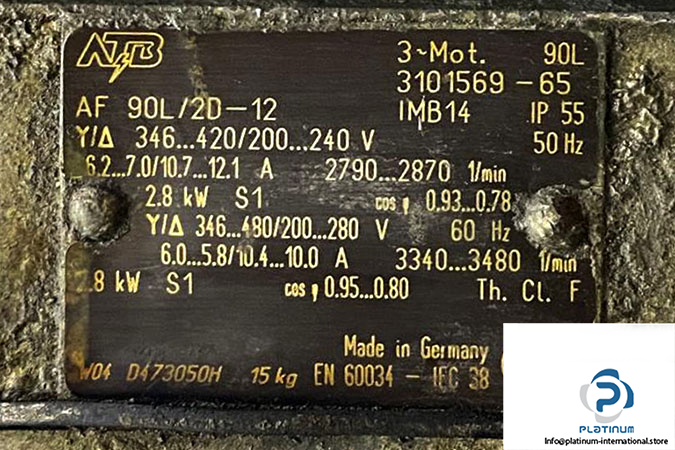 ATB
3~Mot. 90L
3101569-65
AF 90L/2D-12 IMB14 IP 55
Y/Δ 346...420/200...240 V 50 Hz
6.2...7.0/10.7...12.1 A 2790...2870 1/min
2.8 kW S1 cos φ 0.93...0.78
Y/Δ 346...480/200...280 V 60 Hz
6.0...5.8/10.4...10.0 A 3340...3480 1/min
2.8 kW S1 cos φ 0.95...0.80 Th. Cl. F
Made in Germany
W04 D473050H 15 kg EN 60034 - IEC 38
PLATINUM
Info@platinum-international.store